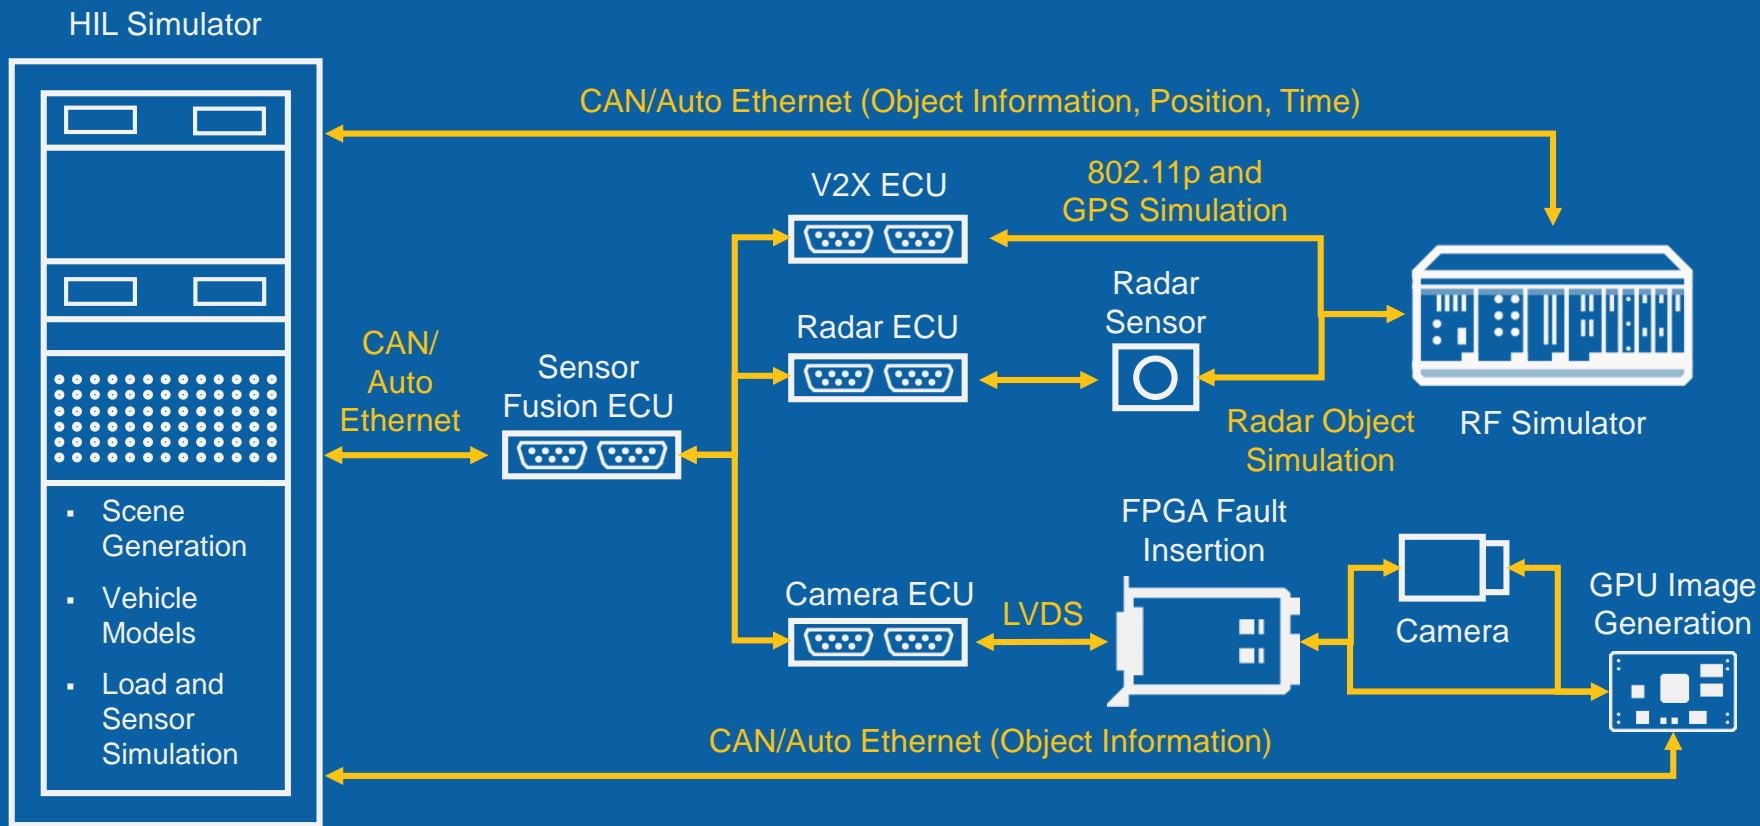 HIL Simulator
CAN/Auto Ethernet (Object Information, Position, Time)
V2X ECU
802.11p and
GPS Simulation
Radar
Sensor
Radar ECU
CAN/
Auto
Ethernet
Sensor
Fusion ECU
Radar Object
Simulation
RF Simulator
▪ Scene
Generation
▪ Vehicle
Models
▪ Load and
Sensor
Simulation
FPGA Fault
Insertion
Camera ECU
LVDS
Camera
GPU Image
Generation
CAN/Auto Ethernet (Object Information)